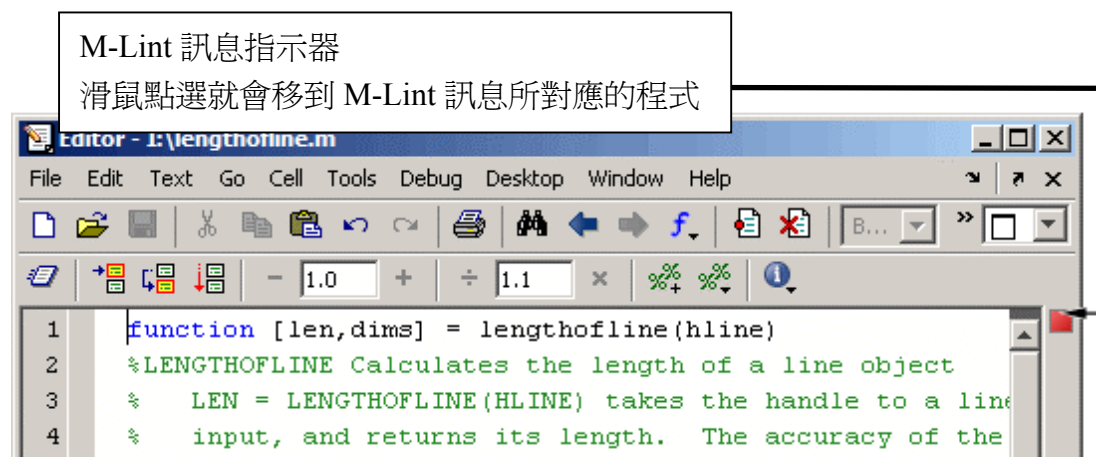 M-Lint 訊息指示器
滑鼠點選就會移到 M-Lint 訊息所對應的程式
Editor - I:\lengthofline.m
File Edit Text Go Cell Tools Debug Desktop Window Help
B...
1.0
1.1
1 function [len,dims] = lengthofline(hline)
2 %LENGTHOFLINE Calculates the length of a line object
3 % LEN = LENGTHOFLINE(HLINE) takes the handle to a line
4 % input, and returns its length. The accuracy of the